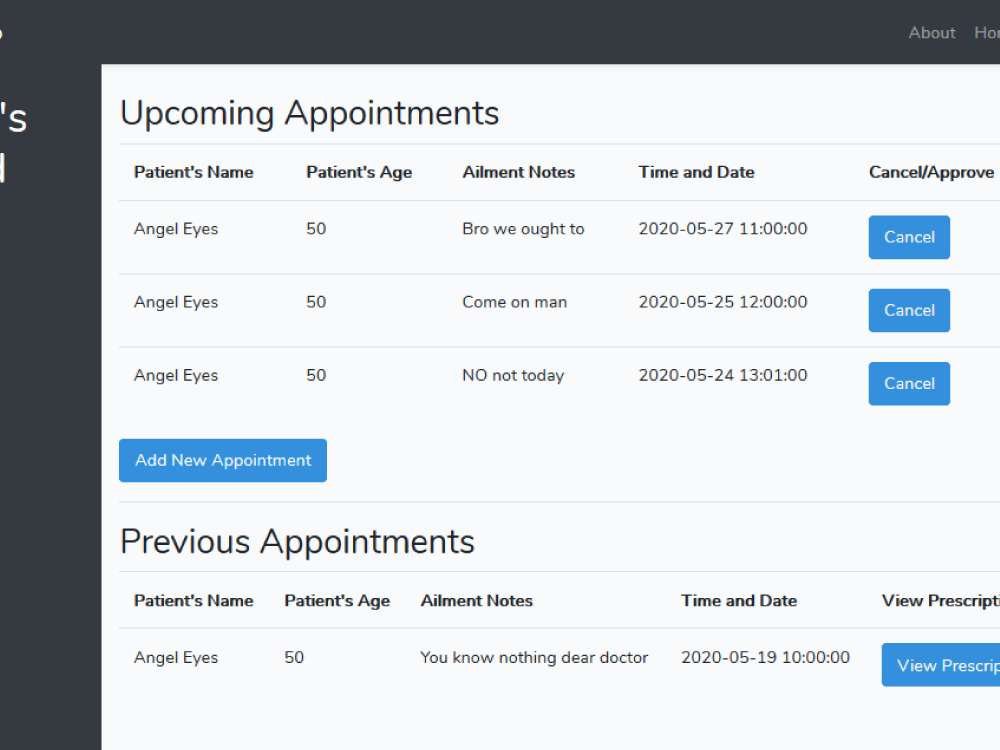 About
's
Upcoming Appointments
Patient's Name Patient's Age Ailment Notes Time and Date Cancel/Approve
Angel Eyes 50 Bro we ought to 2020-05-27 11:00:00 Cancel
Angel Eyes 50 Come on man 2020-05-25 12:00:00 Cancel
Angel Eyes 50 NO not today 2020-05-24 13:01:00 Cancel
Add New Appointment
Previous Appointments
Patient's Name Patient's Age Ailment Notes Time and Date View
Angel Eyes 50 You know nothing dear doctor 2020-05-19 10:00:00 View